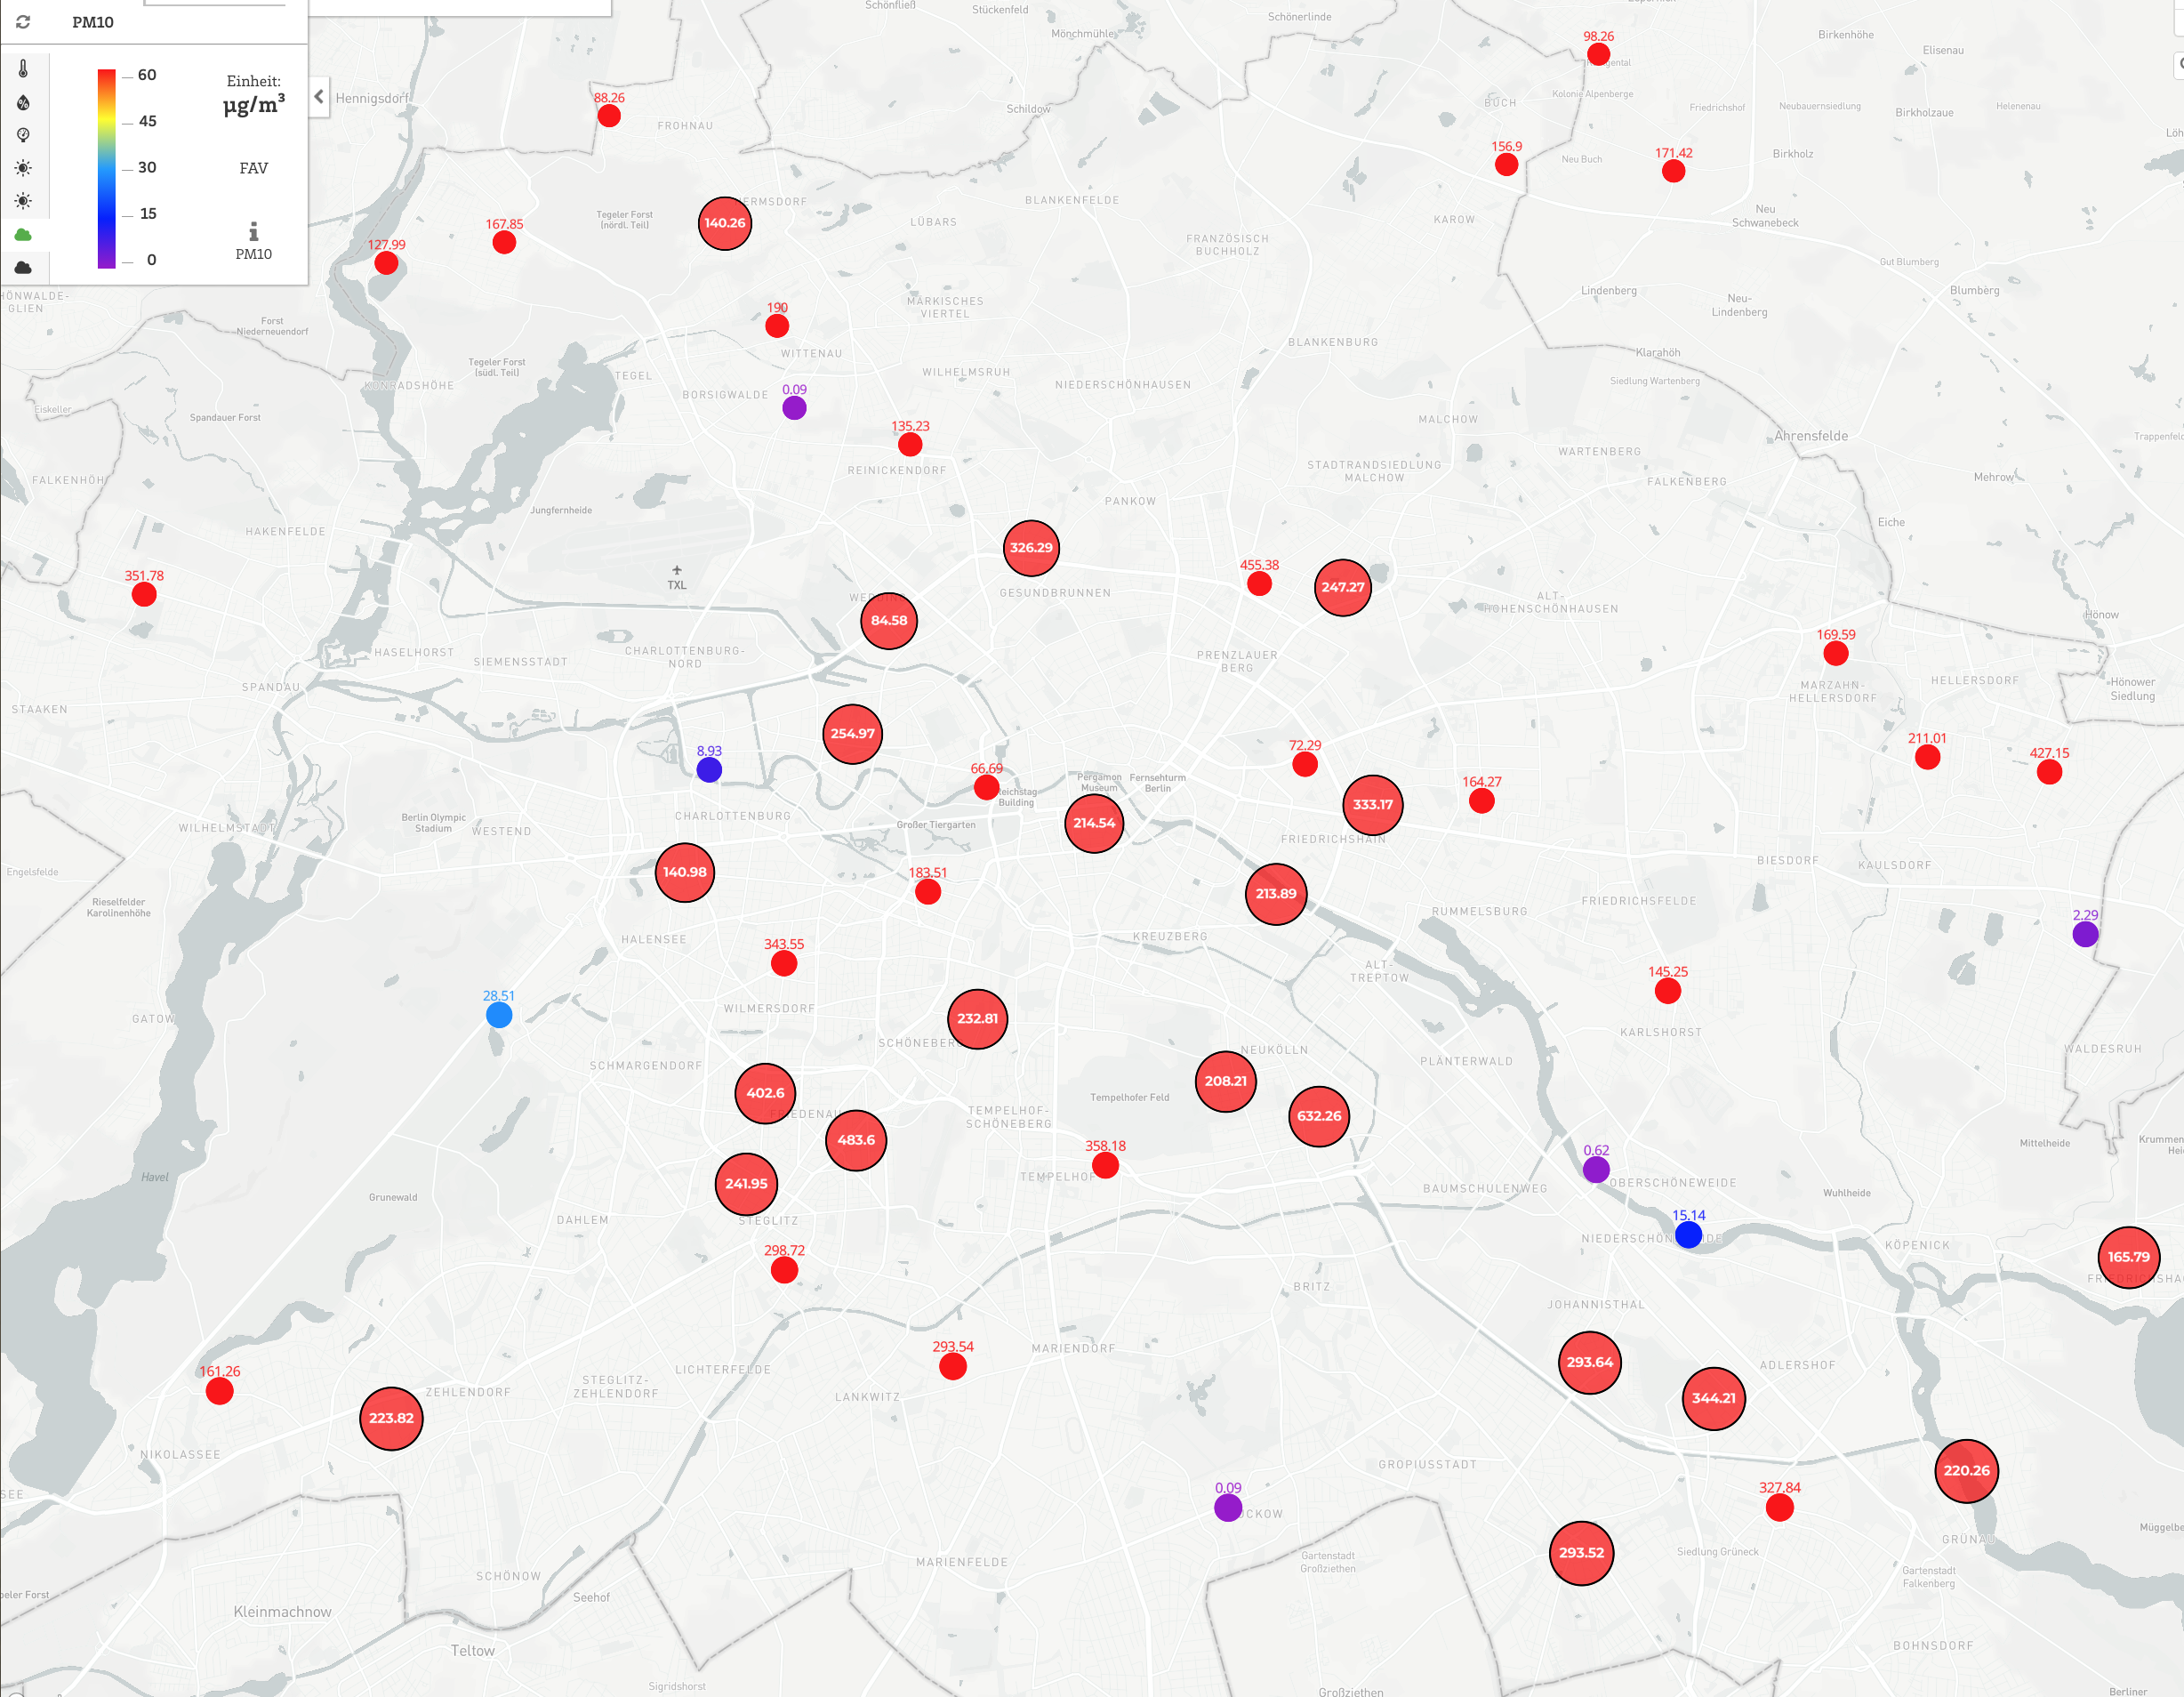 PM10
60
45
30
15
0
Einheit:
µg/m³
FAV
PM10
Schönfließ
Stückenfeld
Mönchmühle
Schönerlinde
Birkenhöhe
Elisenau
98.26
Hennigsdorf
88.26
FROHNAU
Schildow
BUCH
Kolonie Alpenberge
Friedrichshof
Neubauernsiedlung
Birkholzaue
Helenenau
156.9
Neu Buch
171.42
Birkholz
140.26
167.85
127.99
Tegeler Forst
(nördl. Teil)
LÜBARS
BLANKENFELDE
FRANZÖSISCH
BUCHHOLZ
KAROW
Neu
Schwanebeck
Gut Blumberg
Forst
Niederneuendorf
190
MÄRKISCHES
VIERTEL
Lindenberg
Neu-
Lindenberg
Blumberg
WITTENAU
BLANKENBURG
Klarahöh
Tegeler Forst
(südl. Teil)
TEGEL
KONRADSHÖHE
BORSIGWALDE
0.09
WILHELMSRUH
NIEDERSCHÖNHAUSEN
Siedlung Wartenberg
Eiskeller
Spandauer Forst
135.23
MALCHOW
Ahrensfelde
WARTENBERG
REINICKENDORF
STADTRANDSIEDLUNG
MALCHOW
FALKENHÖH
FALKENBERG
Mehrow
Jungfernheide
PANKOW
Eiche
HAKENFELDE
326.29
351.78
TXL
455.38
247.27
GESUNDBRUNNEN
ALT-
HOHENSCHÖNHAUSEN
84.58
Hönow
HASELHORST
SIEMENSSTADT
CHARLOTTENBURG-
NORD
PRENZLAUER
BERG
169.59
SPANDAU
MARZAHN-
HELLERSDORF
HELLERSDORF
Hönower
Siedlung
STAAKEN
254.97
8.93
66.69
72.29
211.01
427.15
Pergamon
Museum
Fernsehturm
Berlin
333.17
164.27
Building
CHARLOTTENBURG
Großer Tiergarten
214.54
FRIEDRICHSHAIN
WILHELMSTADT
Berlin Olympic
Stadium
WESTEND
BIESDORF
KAULSDORF
Engelsfelde
140.98
183.51
213.89
Rieselfelder
Karolinenhöhe
FRIEDRICHSFELDE
RUMMELSBURG
2.29
HALENSEE
343.55
KREUZBERG
ALT-
TREPTOW
145.25
28.51
GATOW
WILMERSDORF
232.81
SCHÖNEBERG
KARLSHORST
NEUKÖLLN
WALDESRUH
SCHMARGENDORF
PLÄNTERWALD
402.6
208.21
Tempelhofer Feld
632.26
TEMPELHOF-
SCHÖNEBERG
483.6
358.18
TEMPELHOF
Mittelheide
0.62
OBERSCHÖNEWEIDE
BAUMSCHULENWEG
Wuhlheide
Havel
Grunewald
241.95
STEGLITZ
DAHLEM
15.14
KÖPENICK
298.72
165.79
BRITZ
JOHANNISTHAL
161.26
293.54
MARIENDORF
293.64
ADLERSHOF
LICHTERFELDE
STEGLITZ-
ZEHLENDORF
LANKWITZ
344.21
223.82
ZEHLENDORF
NIKOLASSEE
GROPIUSSTADT
220.26
0.09
327.84
GRÜNAU
293.52
Siedlung Grüneck
MARIENFELDE
Gartenstadt
Großziethen
Gartenstadt
Falkenberg
SCHÖNOW
Seehof
Kleinmachnow
Teltow
BOHNSDORF
Sigridshorst
Großziethen
Berliner